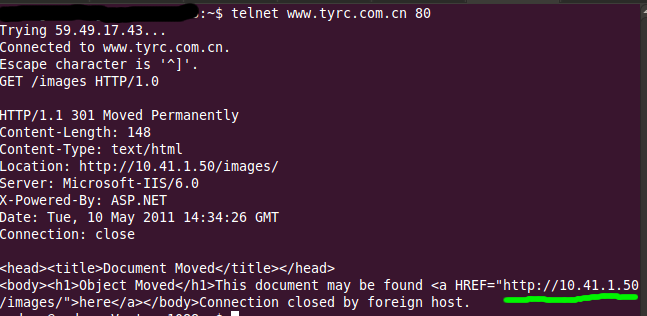 :~$ telnet www.tyrc.com.cn 80
Trying 59.49.17.43...
Connected to www.tyrc.com.cn.
Escape character is '^]'.
GET /images HTTP/1.0
HTTP/1.1 301 Moved Permanently
Content-Length: 148
Content-Type: text/html
Location: http://10.41.1.50/images/
Server: Microsoft-IIS/6.0
X-Powered-By: ASP.NET
Date: Tue, 10 May 2011 14:34:26 GMT
Connection: close
<head><title>Document Moved</title></head>
<body><h1>Object Moved</h1>This document may be found <a HREF="http://10.41.1.50
/images/">here</a></body>Connection closed by foreign host.